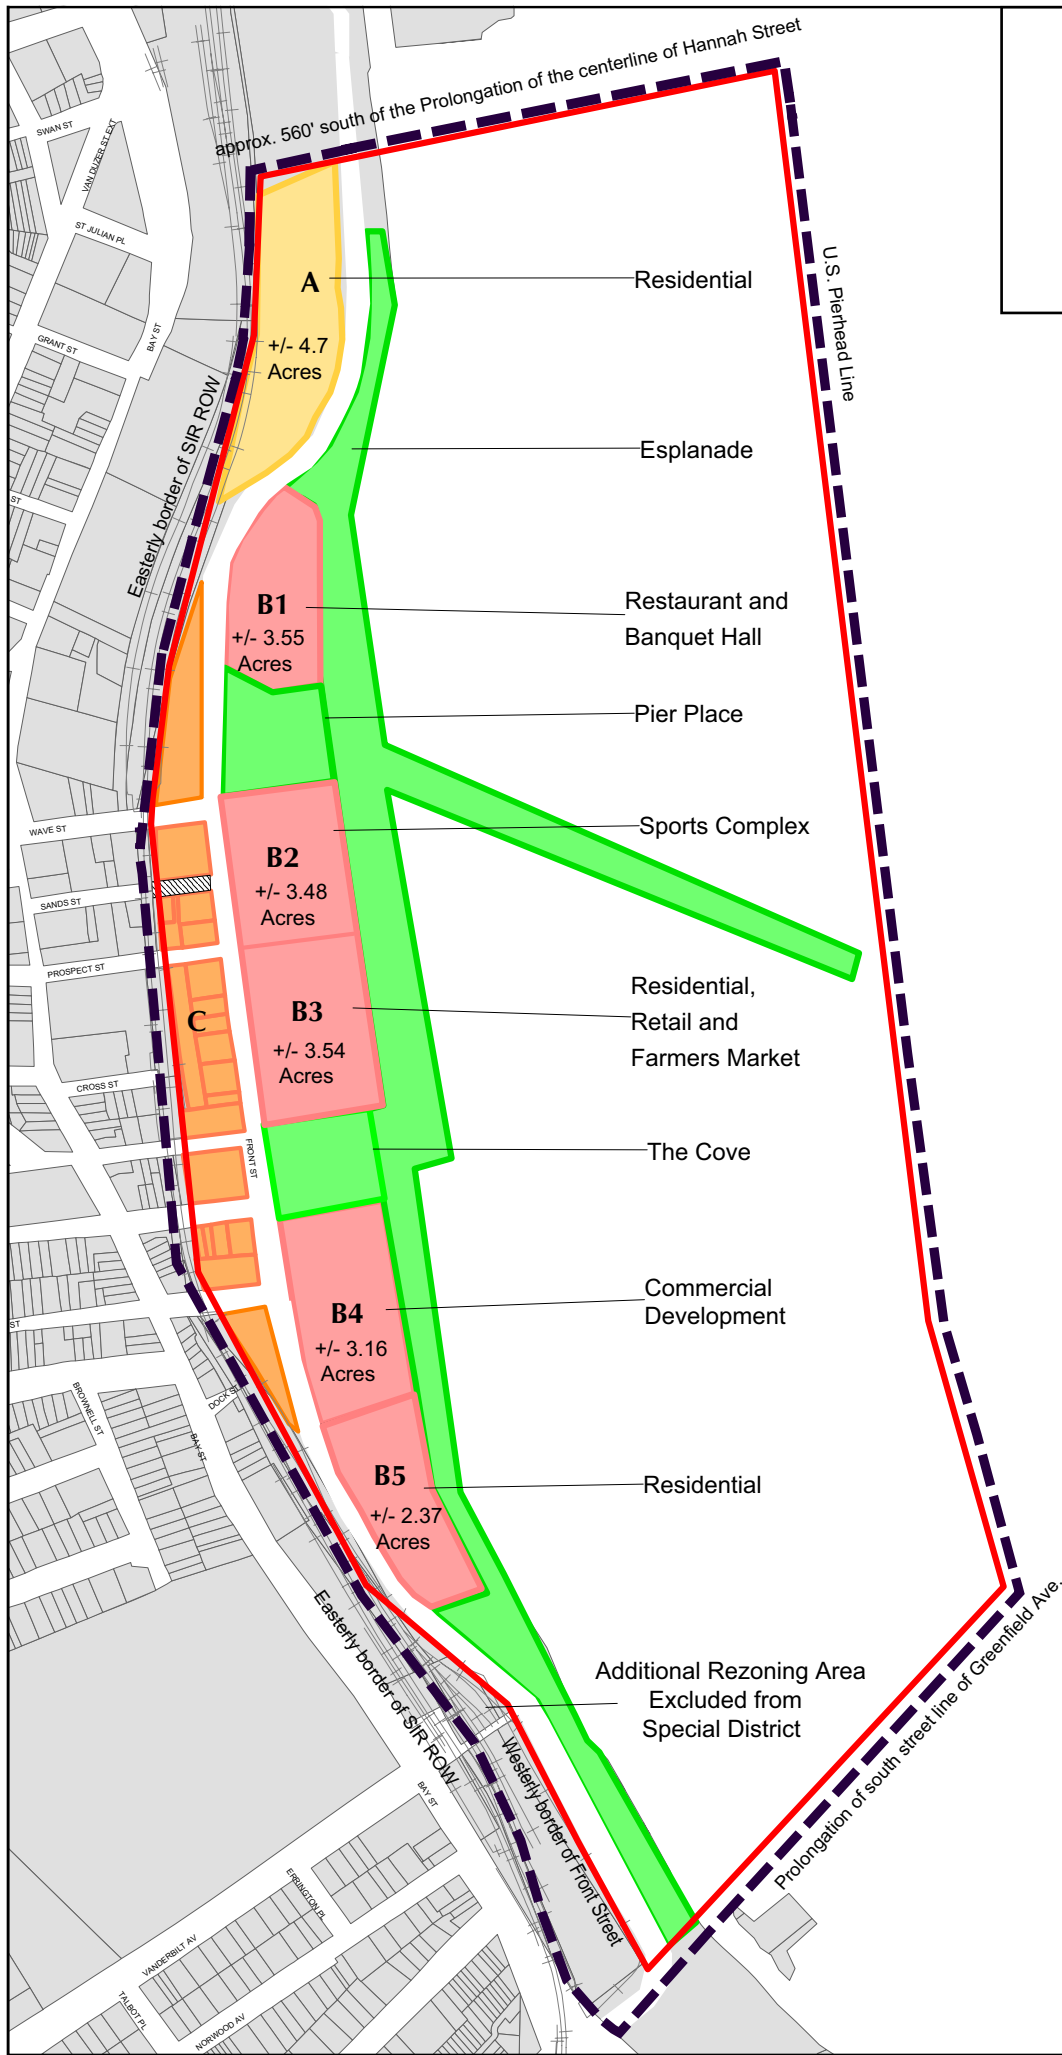 approx. 560' south of the Prolongation of the centerline of Hannah Street
SWAN ST
VAN DUZER ST EXT
ST JULIAN PL
GRANT ST
BAY ST
Easterly border of SIR ROW
U.S. Pierhead Line
A
+/- 4.7
Acres
Residential
Esplanade
ST
B1
+/- 3.55
Acres
Restaurant and
Banquet Hall
Pier Place
WAVE ST
Sports Complex
B2
+/- 3.48
Acres
SANDS ST
PROSPECT ST
C
B3
+/- 3.54
Acres
Residential,
Retail and
Farmers Market
CROSS ST
FRONT ST
The Cove
ST
B4
+/- 3.16
Acres
Commercial
Development
DOCK ST
BROWNELL ST
BAY ST
B5
+/- 2.37
Acres
Residential
Easterly border of SIR ROW
Additional Rezoning Area
Excluded from
Special District
Westerly border of Front Street
Prolongation of south street line of Greenfield Ave.
BAY ST
ERRINGTON PL
VANDERBILT AV
TALBOT PL
NORWOOD AV